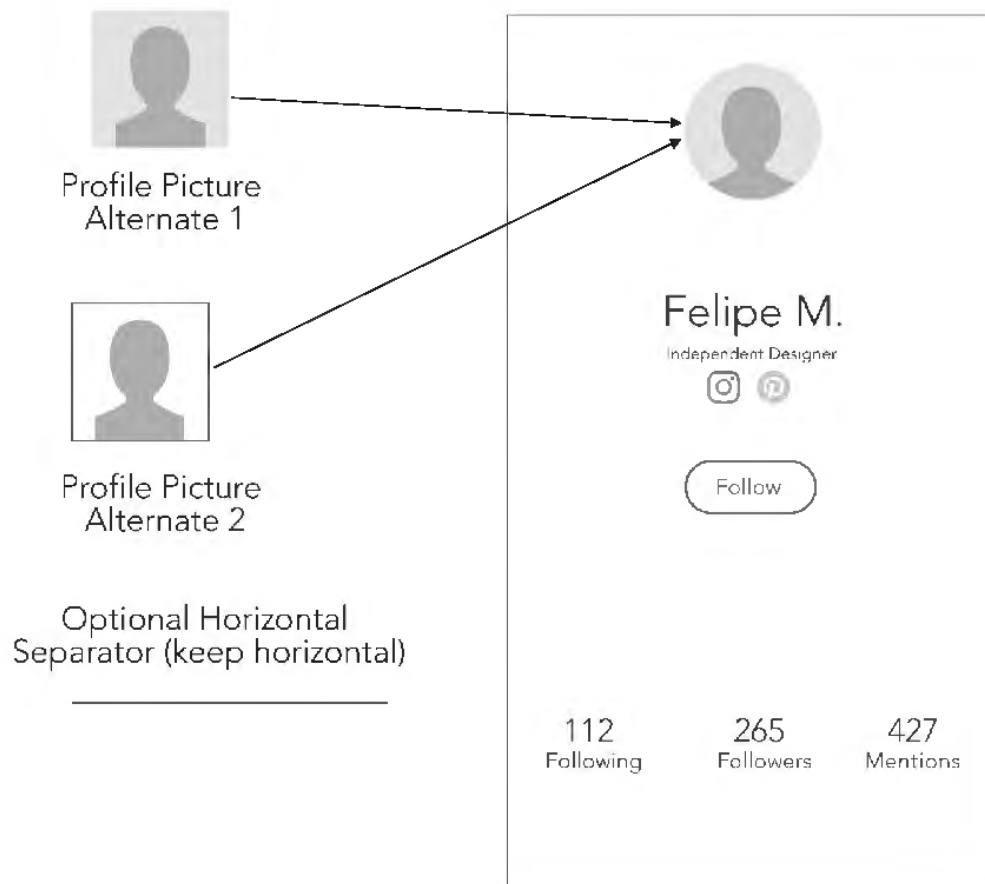 Profile Picture
Alternate 1
Profile Picture
Alternate 2
Optional Horizontal
Separator (keep horizontal)
Felipe M.
Independent Designer
Follow
112 265 427
Following Followers Mentions